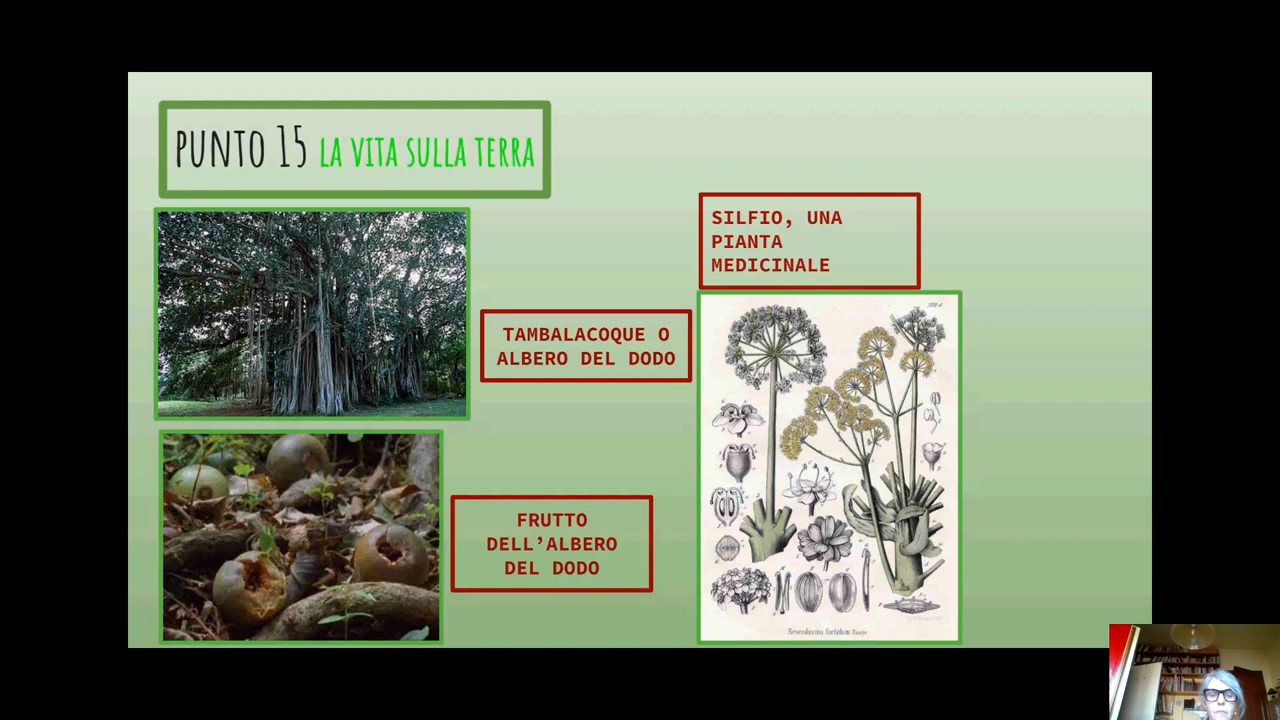 PUNTO 15 LA VITA SULLA TERRA
SILFIO, UNA
PIANTA
MEDICINALE
TAMBALACOQUE O
ALBERO DEL DODO
FRUTTO
DELL’ALBERO
DEL DODO